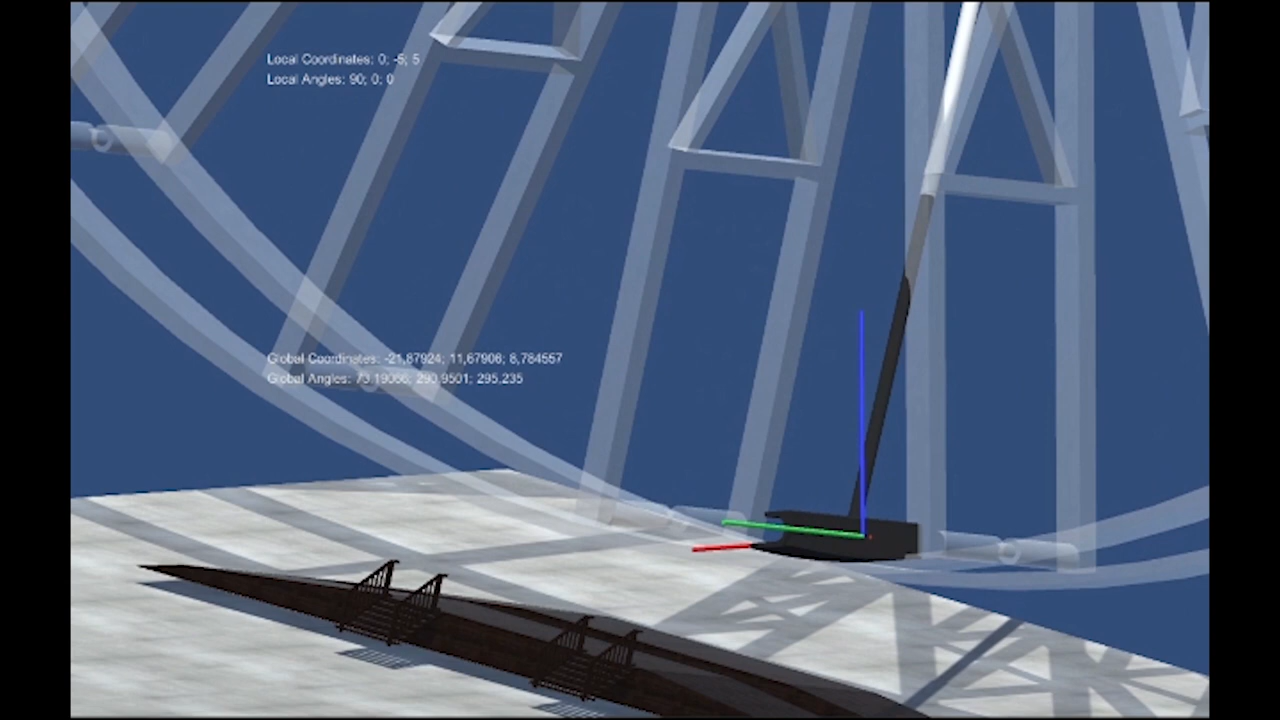 Local Coordinates: 0; -5; 5
Local Angles: 90; 0; 0
Global Coordinates: -21,87924; 11,67906; 8,784557
Global Angles: 73,19066; 290,9501; 295,235